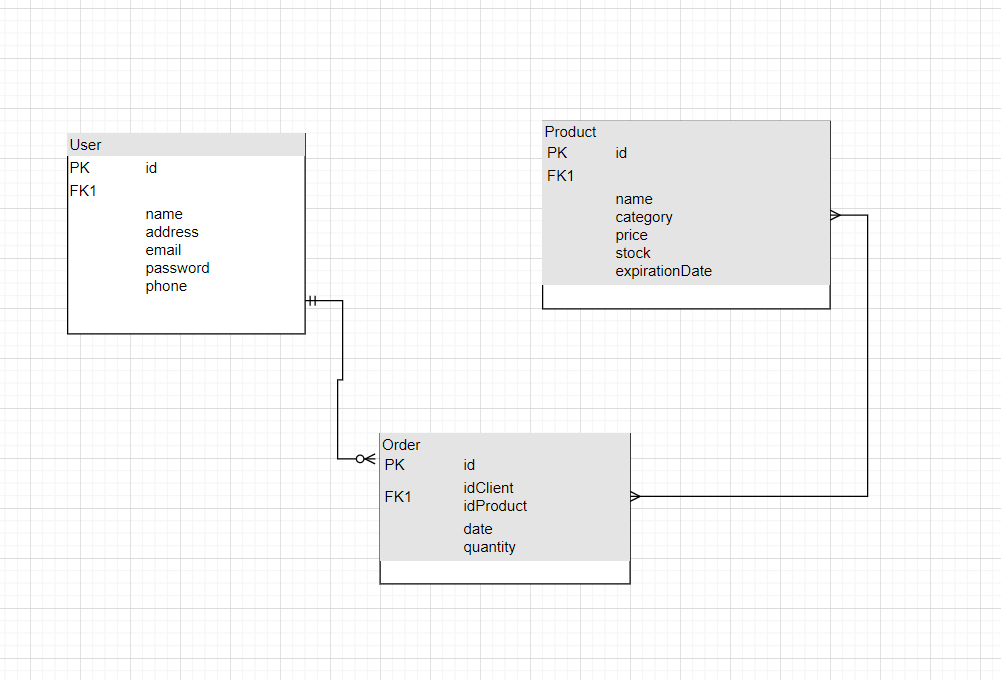 User
PK id
FK1
name
address
email
password
phone
Product
PK id
FK1
name
category
price
stock
expirationDate
Order
PK id
FK1 idClient
idProduct
date
quantity